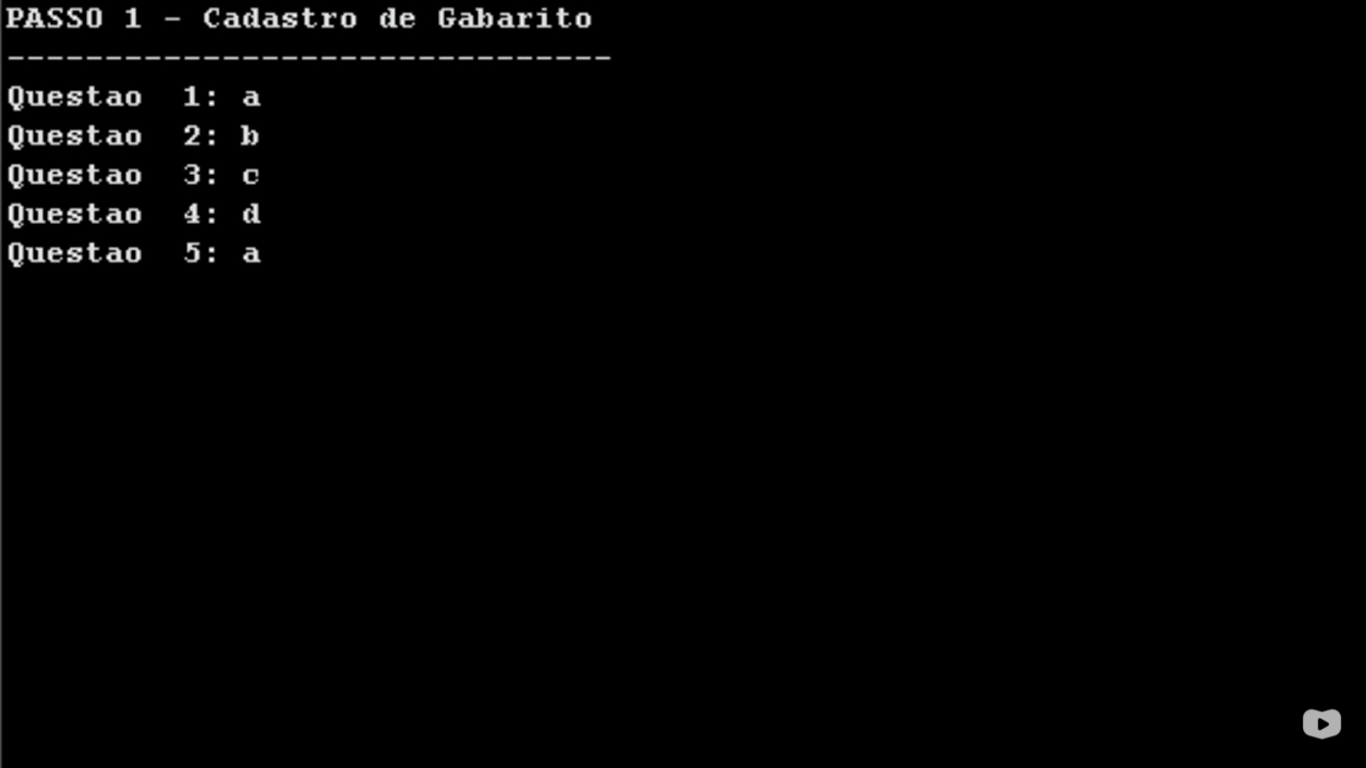 PASSO 1 - Cadastro de Gabarito
-------------------------------
Questao  1: a
Questao  2: b
Questao  3: c
Questao  4: d
Questao  5: a